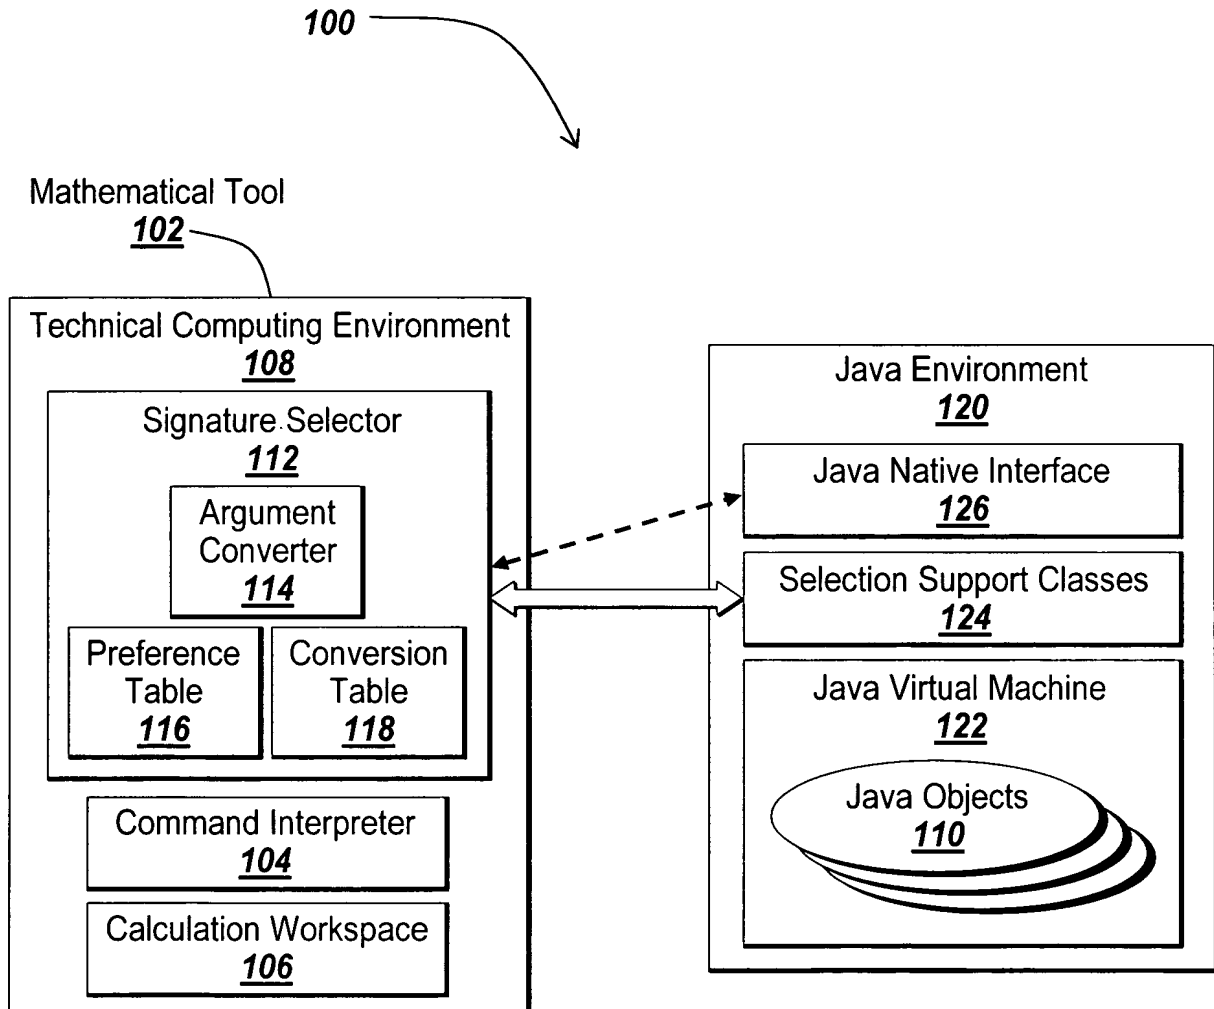 100
Mathematical Tool
102
Technical Computing Environment
108
Signature Selector
112
Argument
Converter
114
Preference
Table
116
Conversion
Table
118
Command Interpreter
104
Calculation Workspace
106
Java Environment
120
Java Native Interface
126
Selection Support Classes
124
Java Virtual Machine
122
Java Objects
110